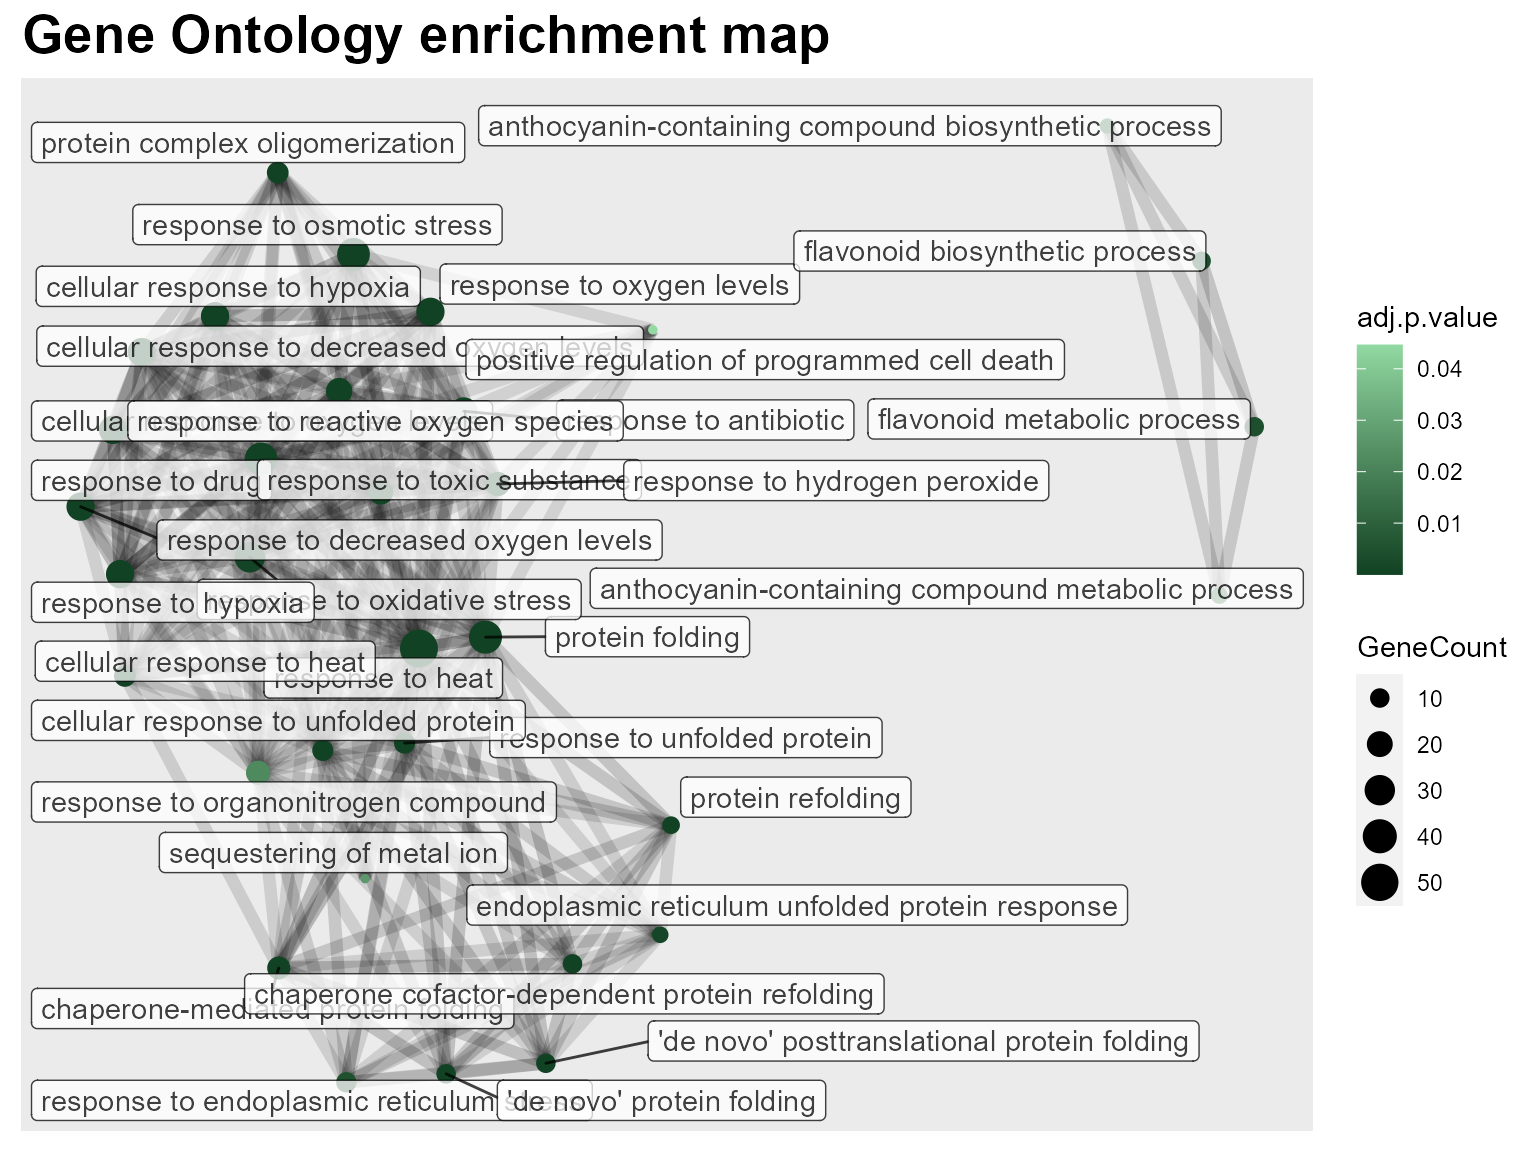 Gene Ontology enrichment map
protein complex oligomerization
anthocyanin-containing compound biosynthetic process
response to osmotic stress
flavonoid biosynthetic process
cellular response to hypoxia
response to oxygen levels
cellular response to decreased oxygen levels
positive regulation of programmed cell death
cellular response to oxygen levels
response to reactive oxygen species
response to antibiotic
flavonoid metabolic process
response to drug
response to toxic substance
response to hydrogen peroxide
response to decreased oxygen levels
response to hypoxia
response to oxidative stress
anthocyanin-containing compound metabolic process
protein folding
cellular response to heat
response to heat
cellular response to unfolded protein
response to unfolded protein
response to organonitrogen compound
protein refolding
sequestering of metal ion
endoplasmic reticulum unfolded protein response
chaperone-mediated protein folding
chaperone cofactor-dependent protein refolding
'de novo' posttranslational protein folding
response to endoplasmic reticulum stress
'de novo' protein folding
adj.p.value
0.04
0.03
0.02
0.01
GeneCount
10
20
30
40
50